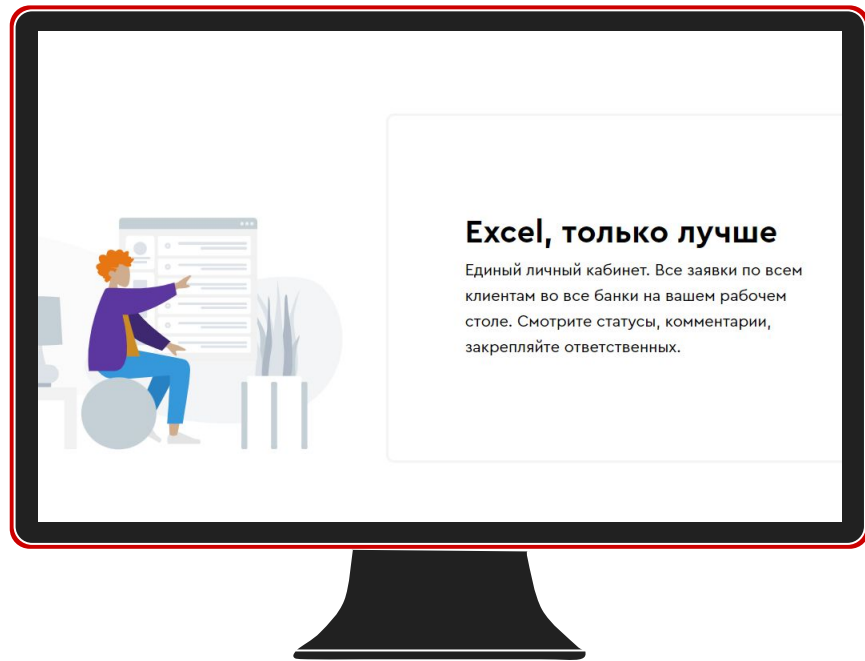 Excel, только лучше
Единый личный кабинет. Все заявки по всем
клиентам во все банки на вашем рабочем
столе. Смотрите статусы, комментарии,
закрепляйте ответственных.